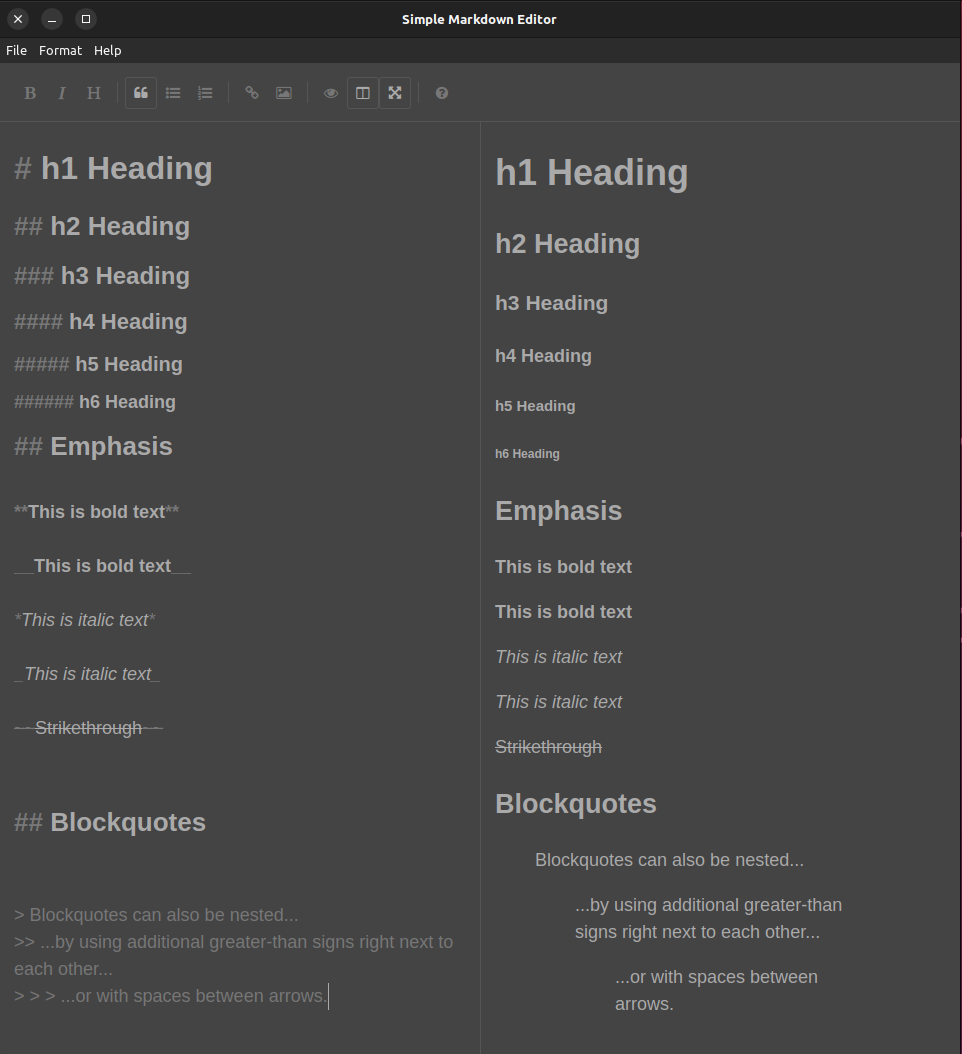 Simple Markdown Editor
File Format Help
B I H
# h1 Heading
## h2 Heading
### h3 Heading
#### h4 Heading
##### h5 Heading
###### h6 Heading
## Emphasis
**This is bold text**
__This is bold text__
*This is italic text*
_This is italic text_
~~Strikethrough~~
## Blockquotes
> Blockquotes can also be nested...
>> ...by using additional greater-than signs right next to
each other...
> > > ...or with spaces between arrows.
h1 Heading
h2 Heading
h3 Heading
h4 Heading
h5 Heading
h6 Heading
Emphasis
This is bold text
This is bold text
This is italic text
This is italic text
Strikethrough
Blockquotes
Blockquotes can also be nested...
...by using additional greater-than
signs right next to each other...
...or with spaces between
arrows.